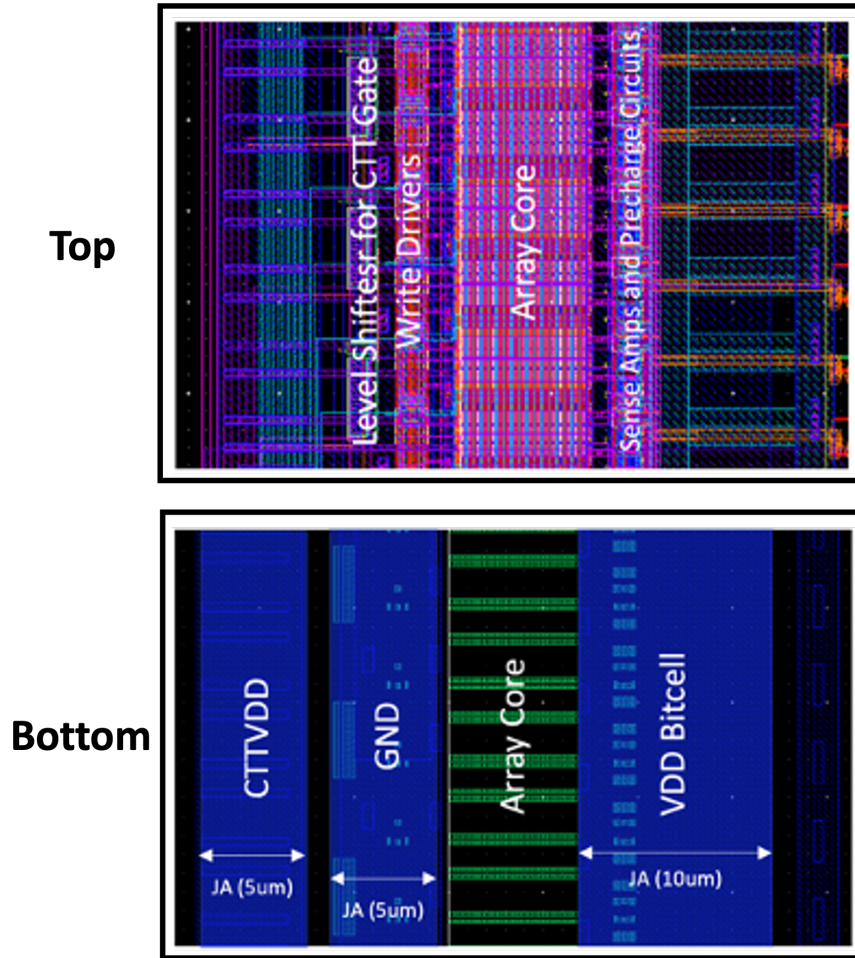 Top
Level Shiftesr for CTT Gate
Write Drivers
Array Core
Sense Amps and Precharge Circuits
Bottom
CTTVDD
GND
Array Core
VDD Bitcell
JA (5um)
JA (5um)
JA (10um)